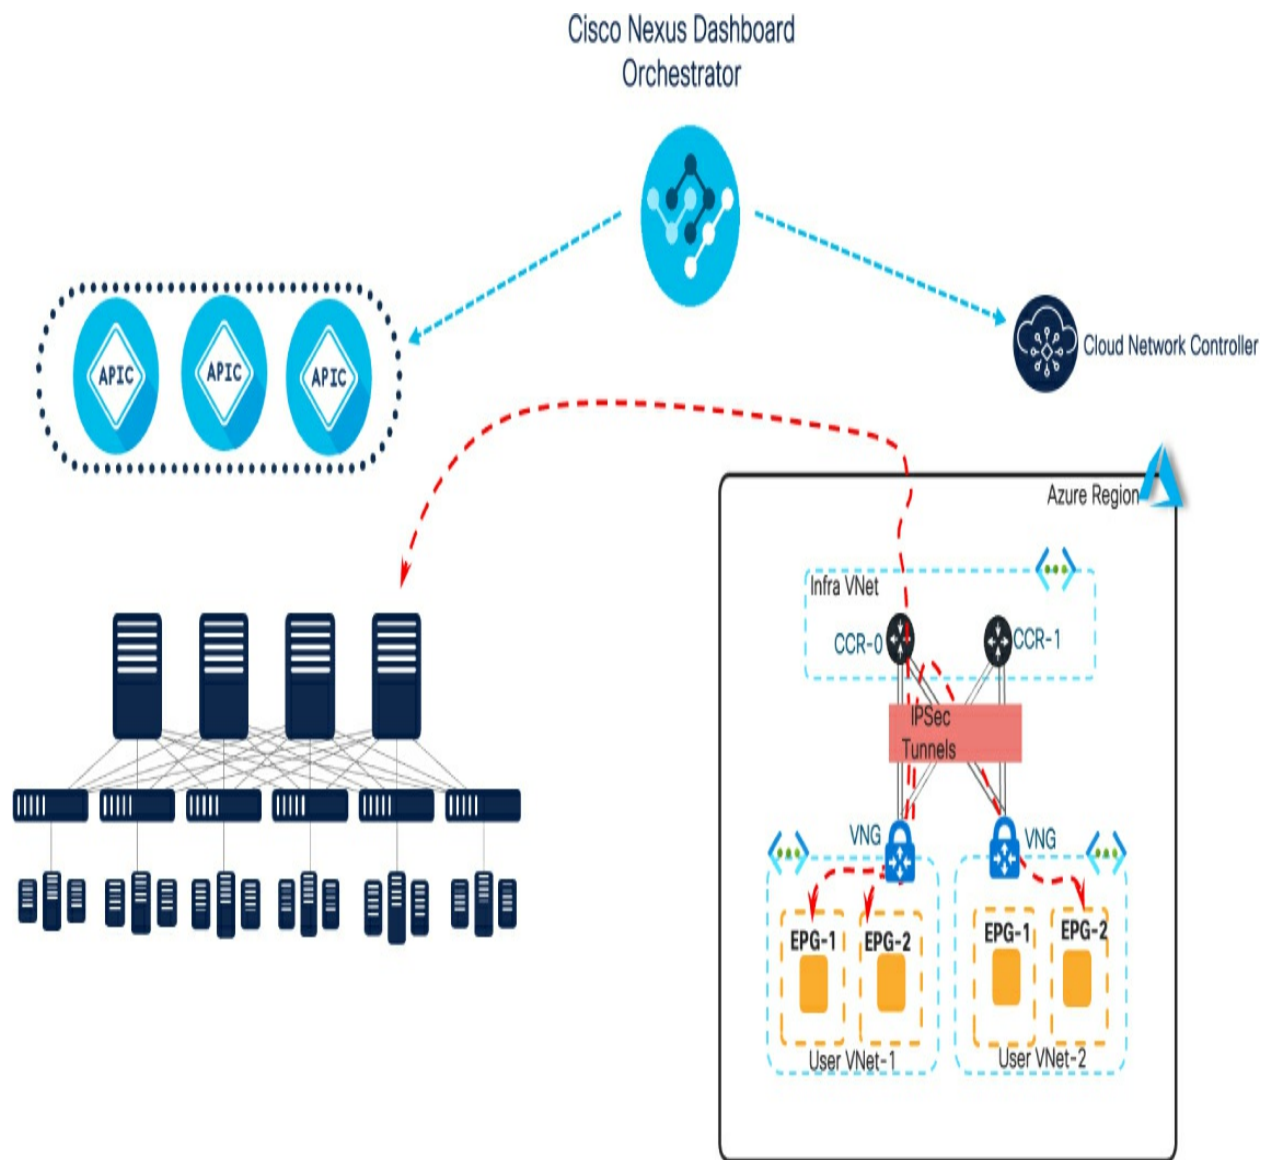 Cisco Nexus Dashboard
Orchestrator
APIC
APIC
APIC
Cloud Network Controller
Azure Region
Infra VNet
CCR-0
CCR-1
IPSec
Tunnels
VNG
VNG
EPG-1
EPG-2
EPG-1
EPG-2
User VNet-1
User VNet-2